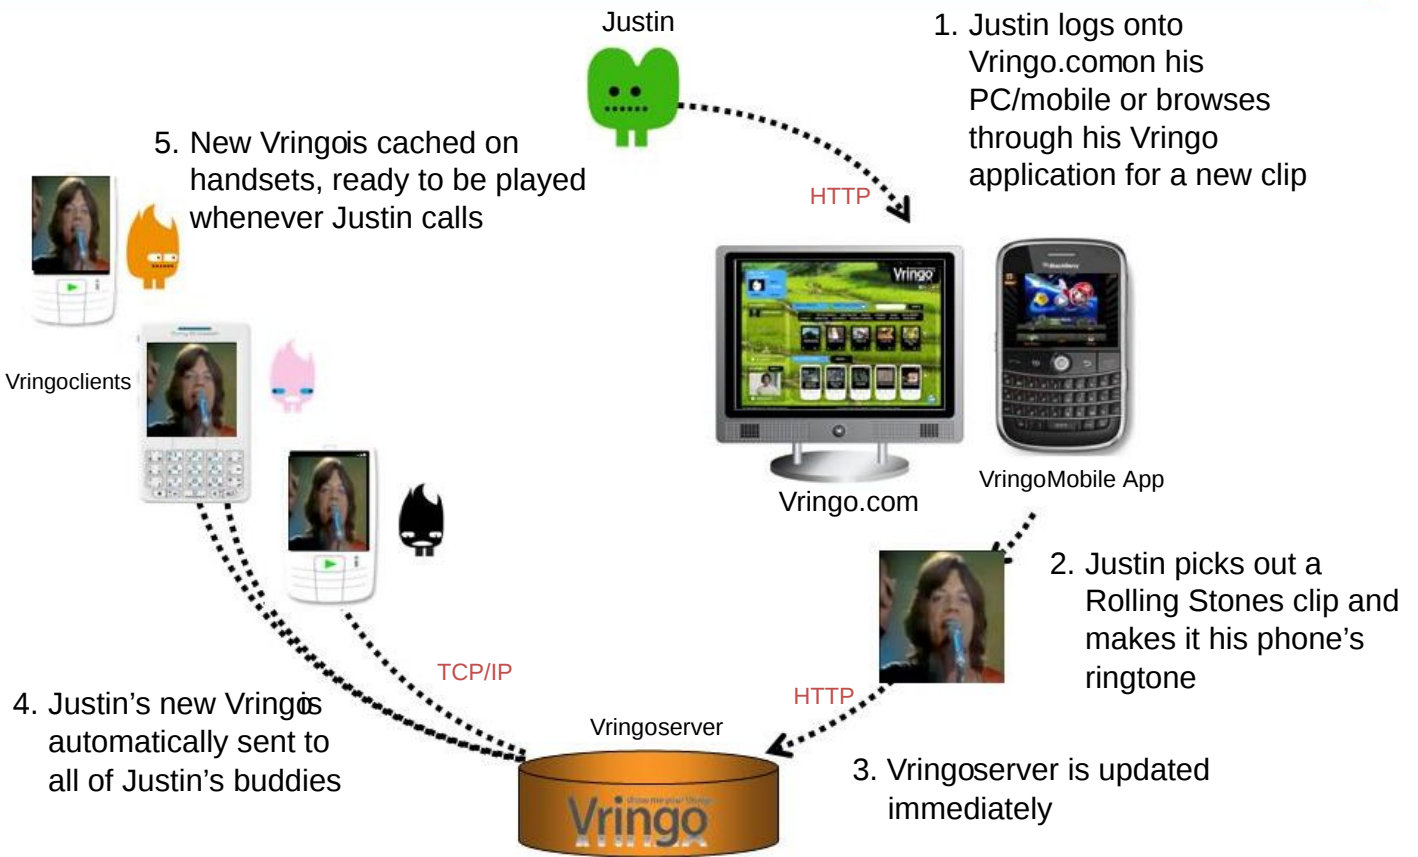 Justin
1. Justin logs onto
Vringo.comon his
PC/mobile or browses
through his Vringo
application for a new clip
HTTP
5. New Vringois cached on
handsets, ready to be played
whenever Justin calls
Vringoclients
Vringo
BlackBerry
Vringo.com
VringoMobile App
2. Justin picks out a
Rolling Stones clip and
makes it his phone's
ringtone
HTTP
TCP/IP
4. Justin's new Vringois
automatically sent to
all of Justin's buddies
Vringoserver
3. Vringoserver is updated
immediately
Vringo